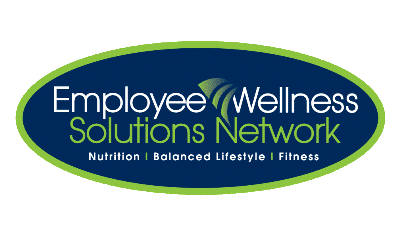 Employee Wellness
Solutions Network
Nutrition | Balanced Lifestyle | Fitness